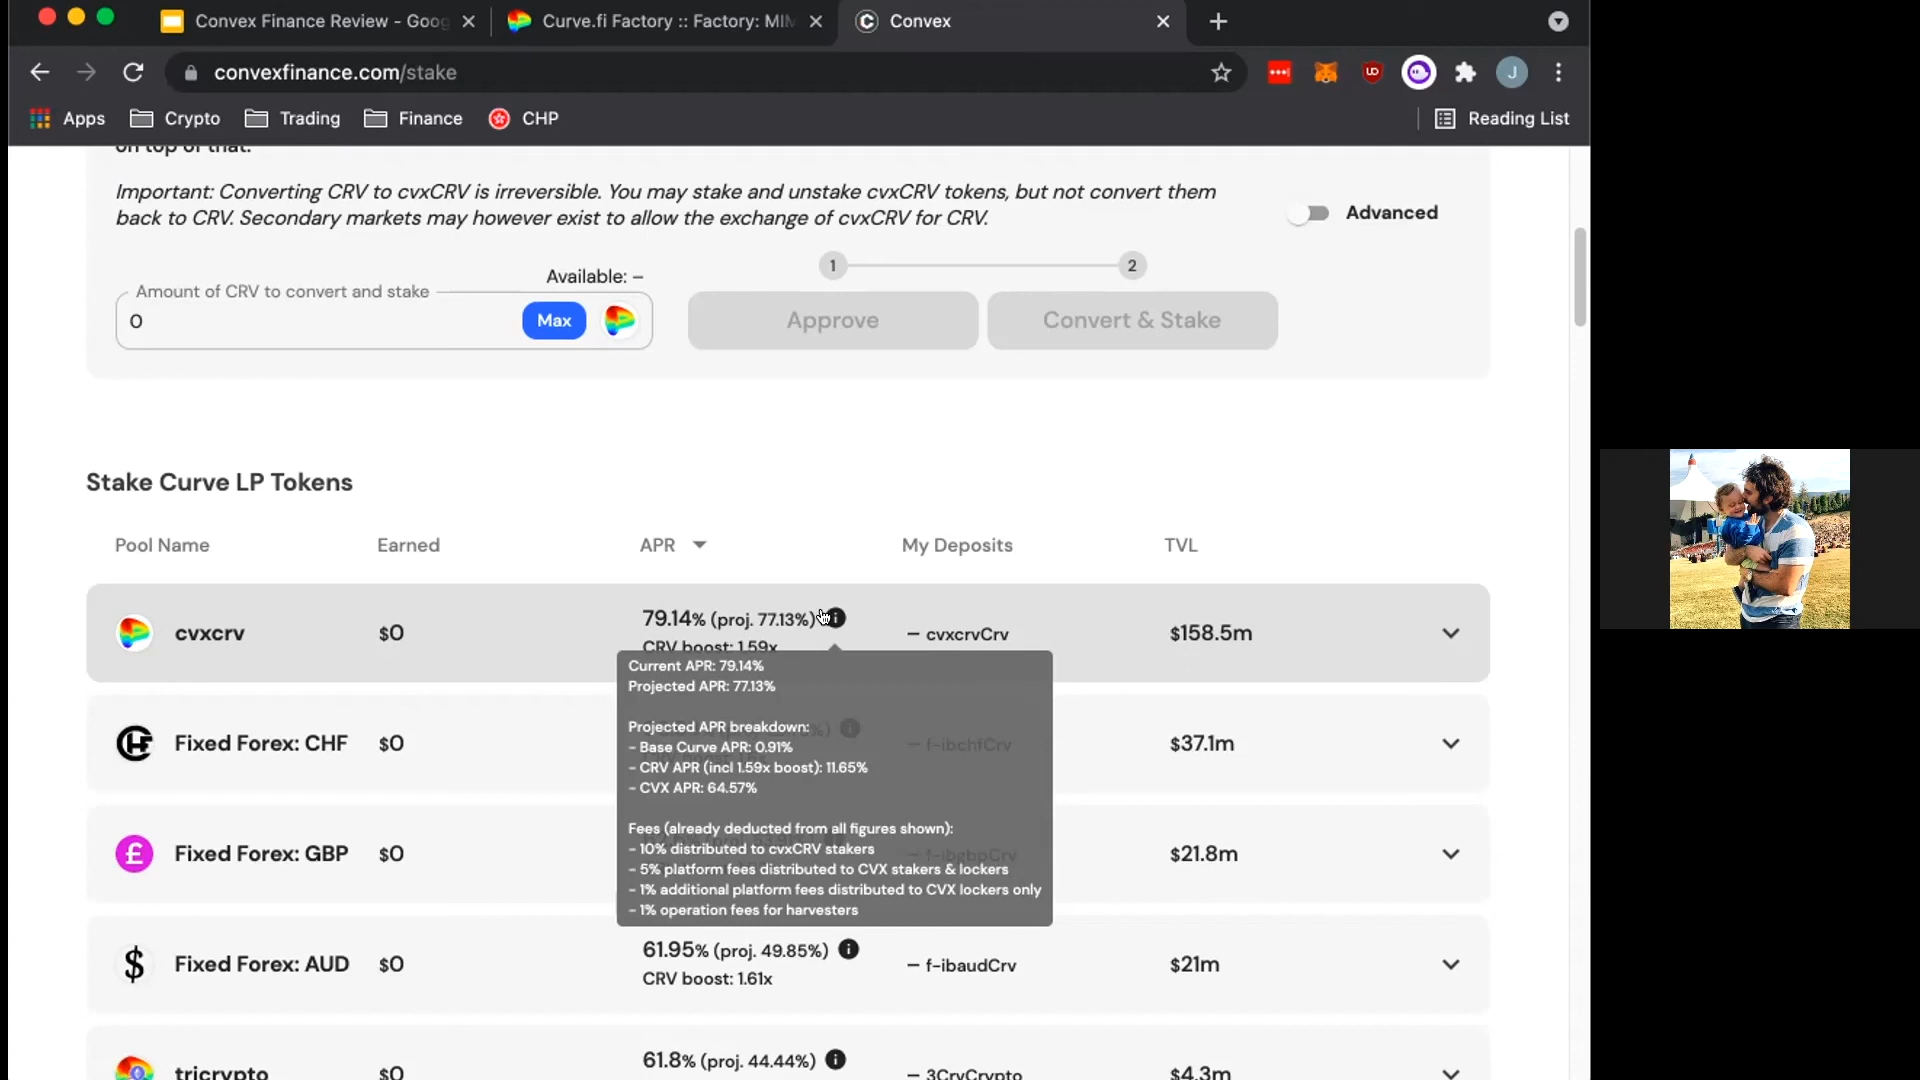 Convex Finance Review - Goog
Curve.fi Factory :: Factory: MIM
Convex
convexfinance.com/stake
J
Apps
Crypto
Trading
Finance
CHP
Reading List
on top of that.
Important: Converting CRV to cvxCRV is irreversible. You may stake and unstake cvxCRV tokens, but not convert them
back to CRV. Secondary markets may however exist to allow the exchange of cvxCRV for CRV.
Advanced
Available: –
1
2
Amount of CRV to convert and stake
0
Max
Approve
Convert & Stake
Stake Curve LP Tokens
Pool Name
Earned
APR
My Deposits
TVL
cvxcrv
$0
79.14% (proj. 77.13%)
CRV boost: 1.59x
– cvxcrvCrv
$158.5m
Current APR: 79.14%
Projected APR: 77.13%
Projected APR breakdown:
- Base Curve APR: 0.91%
- CRV APR (incl 1.59x boost): 11.65%
- CVX APR: 64.57%
Fees (already deducted from all figures shown):
- 10% distributed to cvxCRV stakers
- 5% platform fees distributed to CVX stakers & lockers
- 1% additional platform fees distributed to CVX lockers only
- 1% operation fees for harvesters
Fixed Forex: CHF
$0
– f-ibchfCrv
$37.1m
Fixed Forex: GBP
$0
– f-ibgbpCrv
$21.8m
Fixed Forex: AUD
$0
61.95% (proj. 49.85%)
CRV boost: 1.61x
– f-ibaudCrv
$21m
tricrypto
$0
61.8% (proj. 44.44%)
– 3CrvCrypto
$4.3m